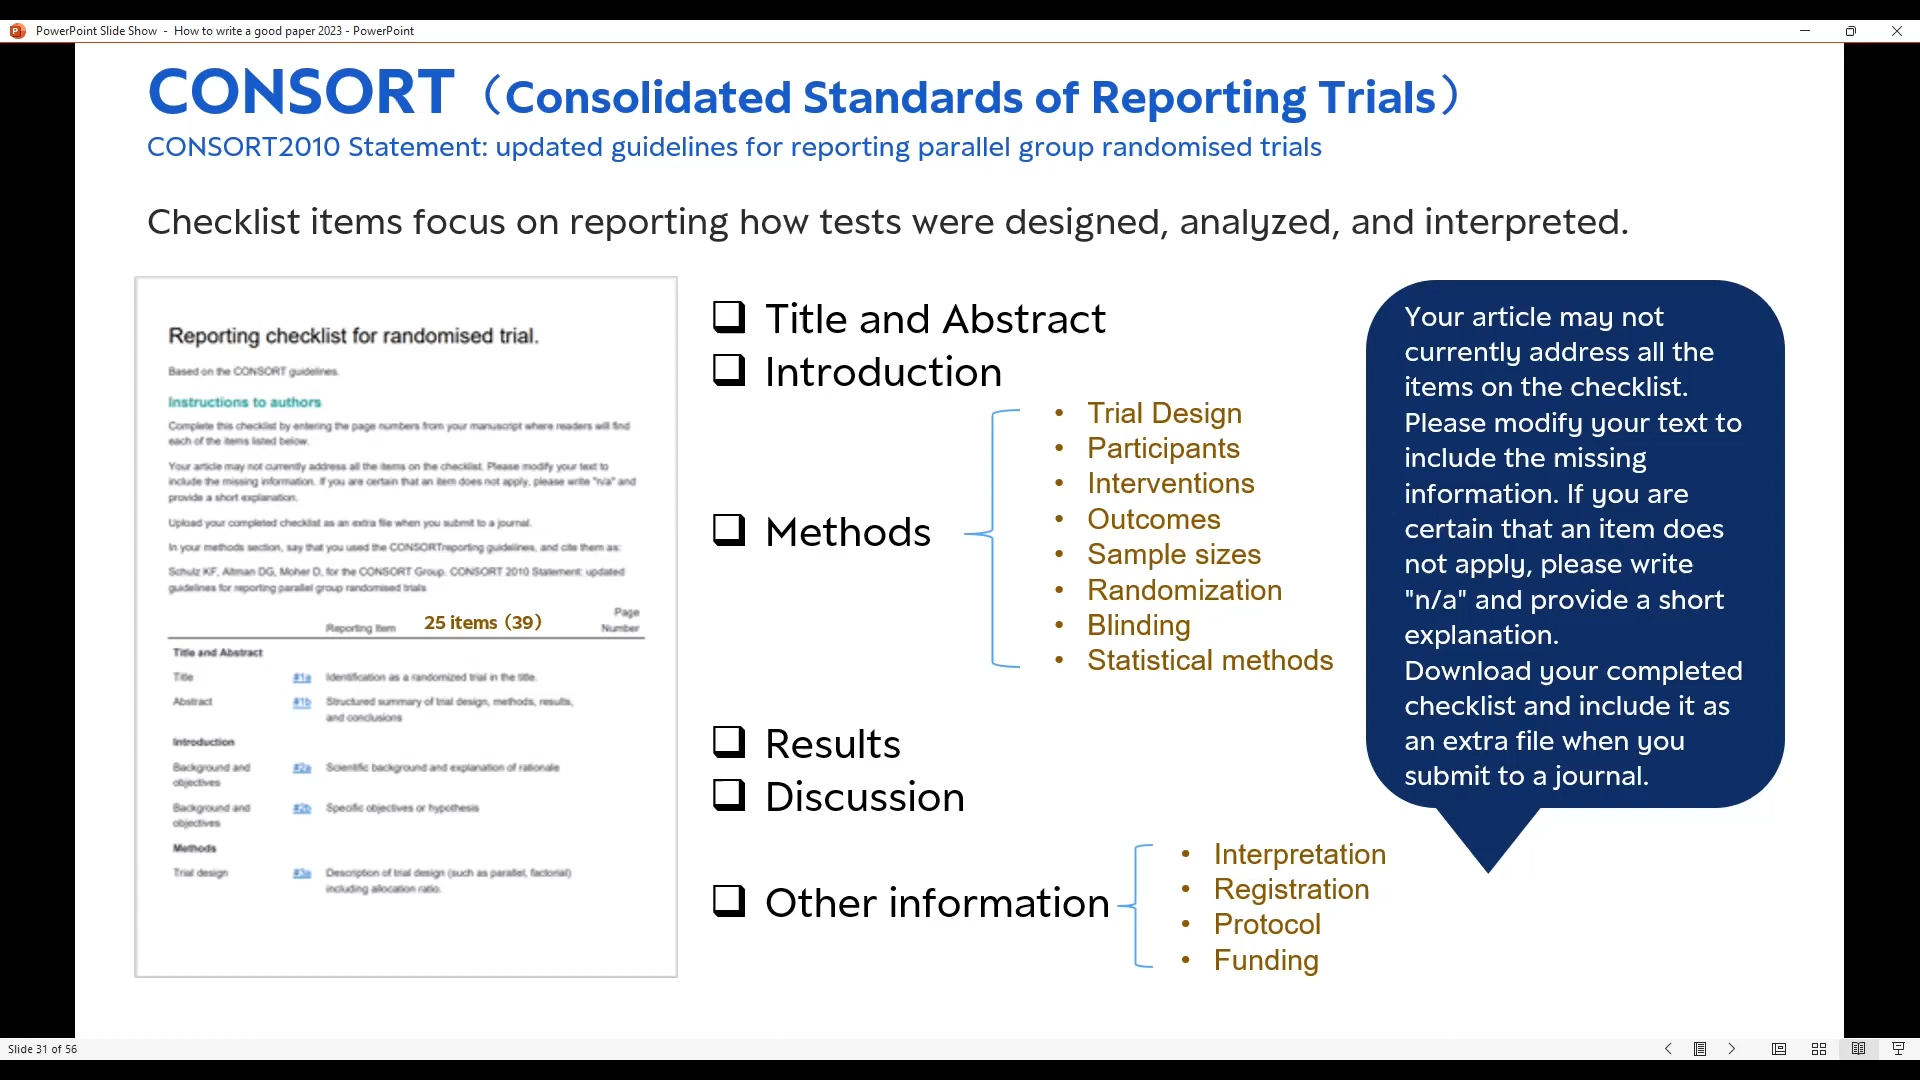 PowerPoint Slide Show - How to write a good paper 2023 - PowerPoint
CONSORT（Consolidated Standards of Reporting Trials）
CONSORT2010 Statement: updated guidelines for reporting parallel group randomised trials
Checklist items focus on reporting how tests were designed, analyzed, and interpreted.
Reporting checklist for randomised trial.
Based on the CONSORT guidelines.
Instructions to authors
Complete this checklist by entering the page numbers from your manuscript where readers will find
each of the items listed below.
Your article may not currently address all the items on the checklist. Please modify your text to
include the missing information. If you are certain that an item does not apply, please write "n/a" and
provide a short explanation.
Upload your completed checklist as an extra file when you submit to a journal.
In your methods section, say that you used the CONSORTreporting guidelines, and cite them as:
Schulz KF, Altman DG, Moher D, for the CONSORT Group. CONSORT 2010 Statement: updated
guidelines for reporting parallel group randomised trials
Reporting Item 25 items（39） Page
Number
Title and Abstract
Title #1a Identification as a randomized trial in the title.
Abstract #1b Structured summary of trial design, methods, results,
and conclusions
Introduction
Background and #2a Scientific background and explanation of rationale
objectives
Background and #2b Specific objectives or hypothesis
objectives
Methods
Trial design #3a Description of trial design (such as parallel, factorial)
including allocation ratio.
❑ Title and Abstract
❑ Introduction
❑ Methods
• Trial Design
• Participants
• Interventions
• Outcomes
• Sample sizes
• Randomization
• Blinding
• Statistical methods
❑ Results
❑ Discussion
❑ Other information
• Interpretation
• Registration
• Protocol
• Funding
Your article may not
currently address all the
items on the checklist.
Please modify your text to
include the missing
information. If you are
certain that an item does
not apply, please write
"n/a" and provide a short
explanation.
Download your completed
checklist and include it as
an extra file when you
submit to a journal.
Slide 31 of 56